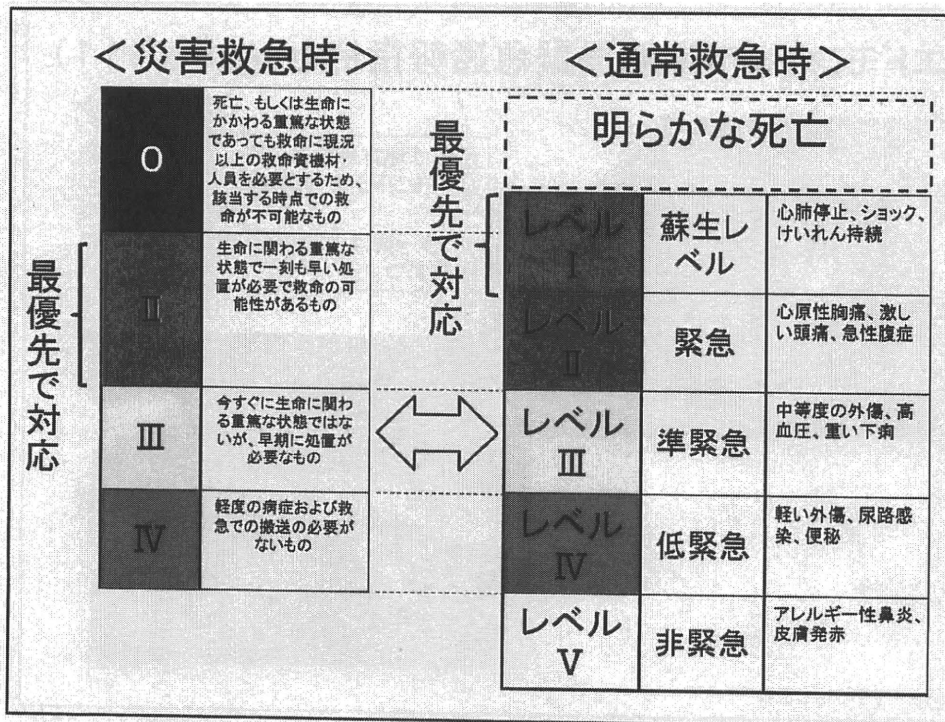 ＜災害救急時＞
0
死亡、もしくは生命に
かかわる重篤な状態
であっても救命に現況
以上の救命資機材・
人員を必要とするため、
該当する時点での救
命が不可能なもの
最優先で対応
Ⅱ
生命に関わる重篤な
状態で一刻も早い処
置が必要で救命の可
能性があるもの
Ⅲ
今すぐに生命に関わ
る重篤な状態ではな
いが、早期に処置が
必要なもの
Ⅳ
軽度の病症および救
急での搬送の必要が
ないもの
＜通常救急時＞
明らかな死亡
最優先で対応
レベル
Ⅰ
蘇生レ
ベル
心肺停止、ショック、
けいれん持続
レベル
Ⅱ
緊急
心原性胸痛、激し
い頭痛、急性腹症
レベル
Ⅲ
準緊急
中等度の外傷、高
血圧、重い下痢
レベル
Ⅳ
低緊急
軽い外傷、尿路感
染、便秘
レベル
Ⅴ
非緊急
アレルギー性鼻炎、
皮膚発赤